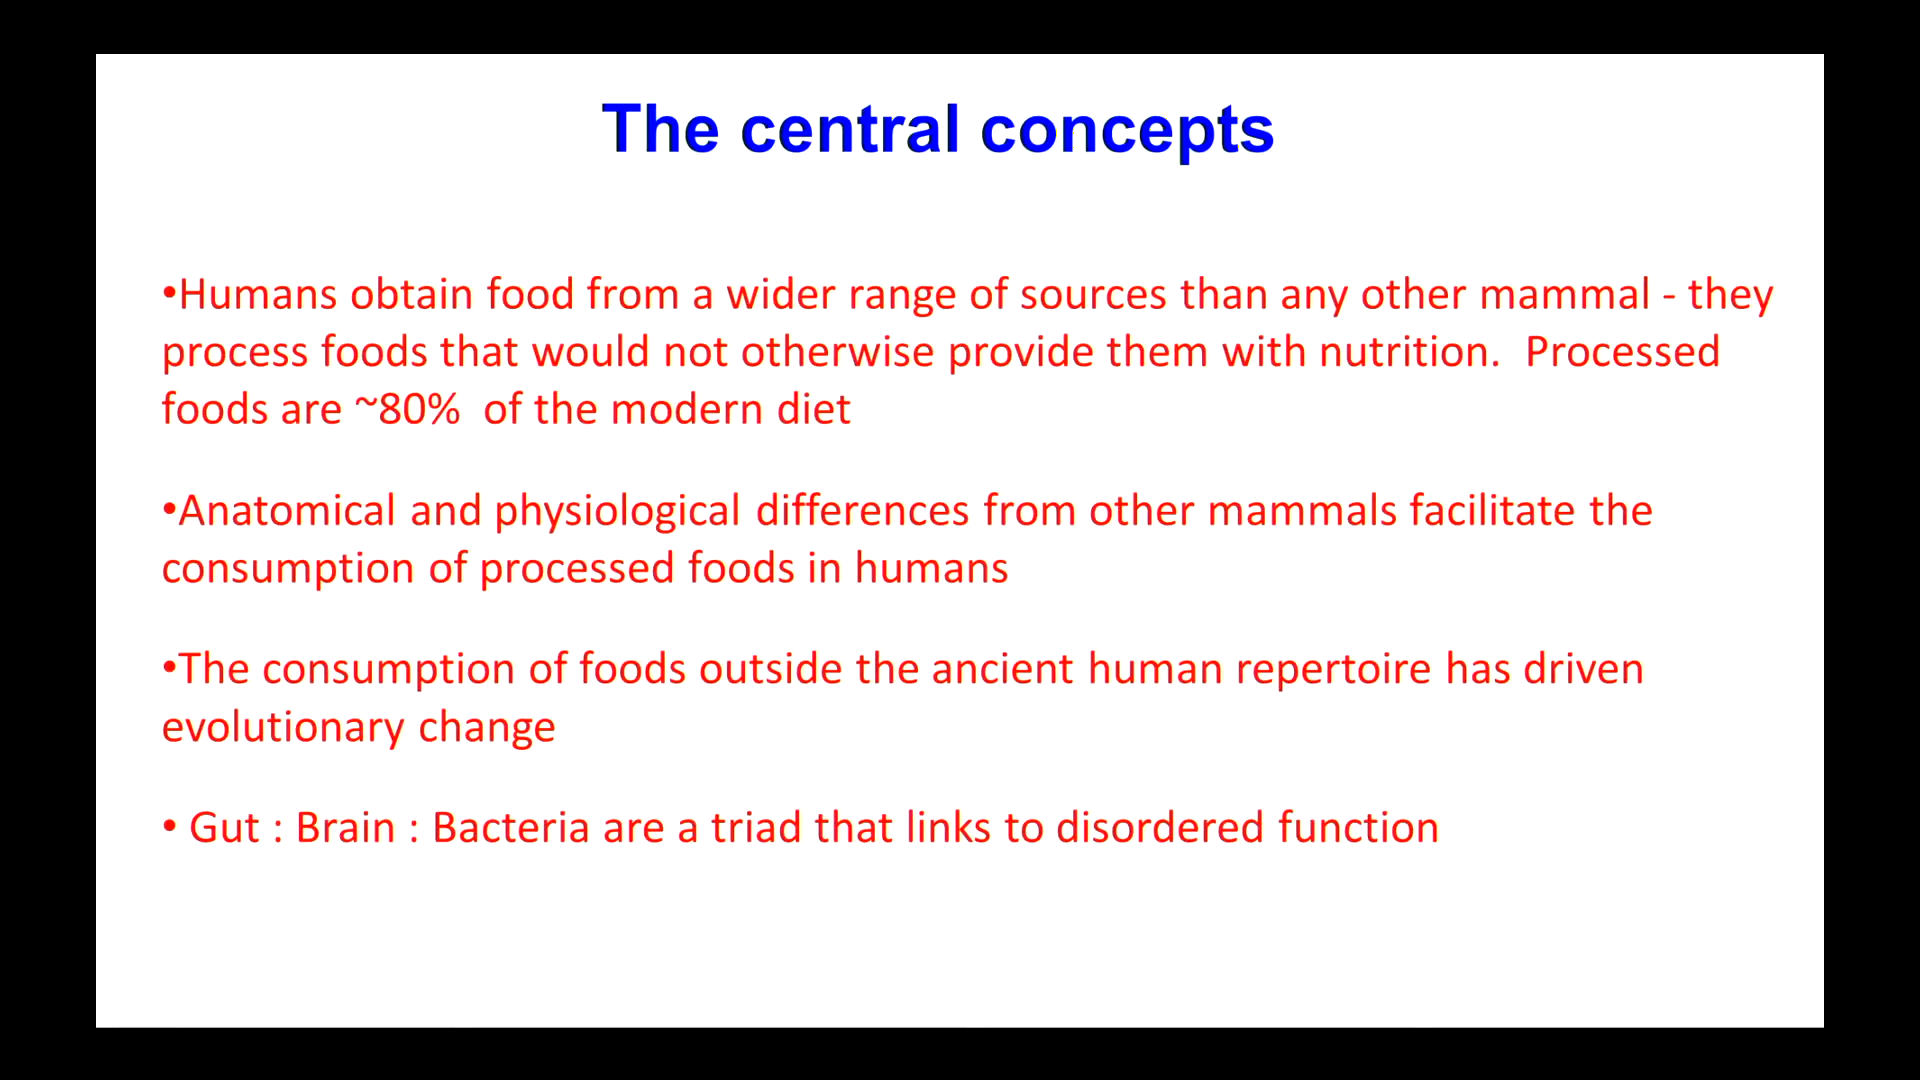 The central concepts
•Humans obtain food from a wider range of sources than any other mammal - they
process foods that would not otherwise provide them with nutrition.  Processed
foods are ~80%  of the modern diet
•Anatomical and physiological differences from other mammals facilitate the
consumption of processed foods in humans
•The consumption of foods outside the ancient human repertoire has driven
evolutionary change
• Gut : Brain : Bacteria are a triad that links to disordered function